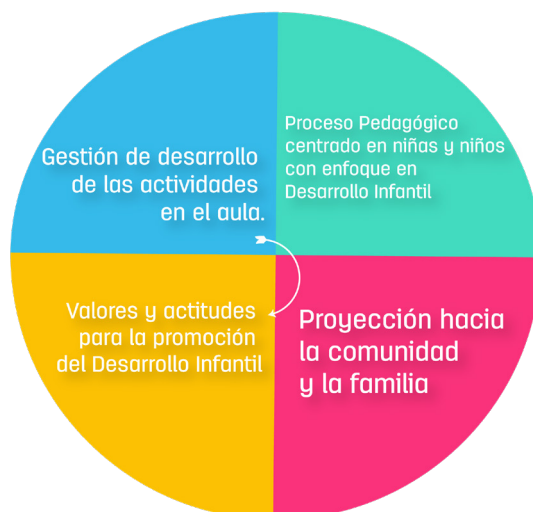 Gestión de desarrollo
de las actividades
en el aula.
Proceso Pedagógico
centrado en niñas y niños
con enfoque en
Desarrollo Infantil
Valores y actitudes
para la promoción
del Desarrollo Infantil
Proyección hacia
la comunidad
y la familia